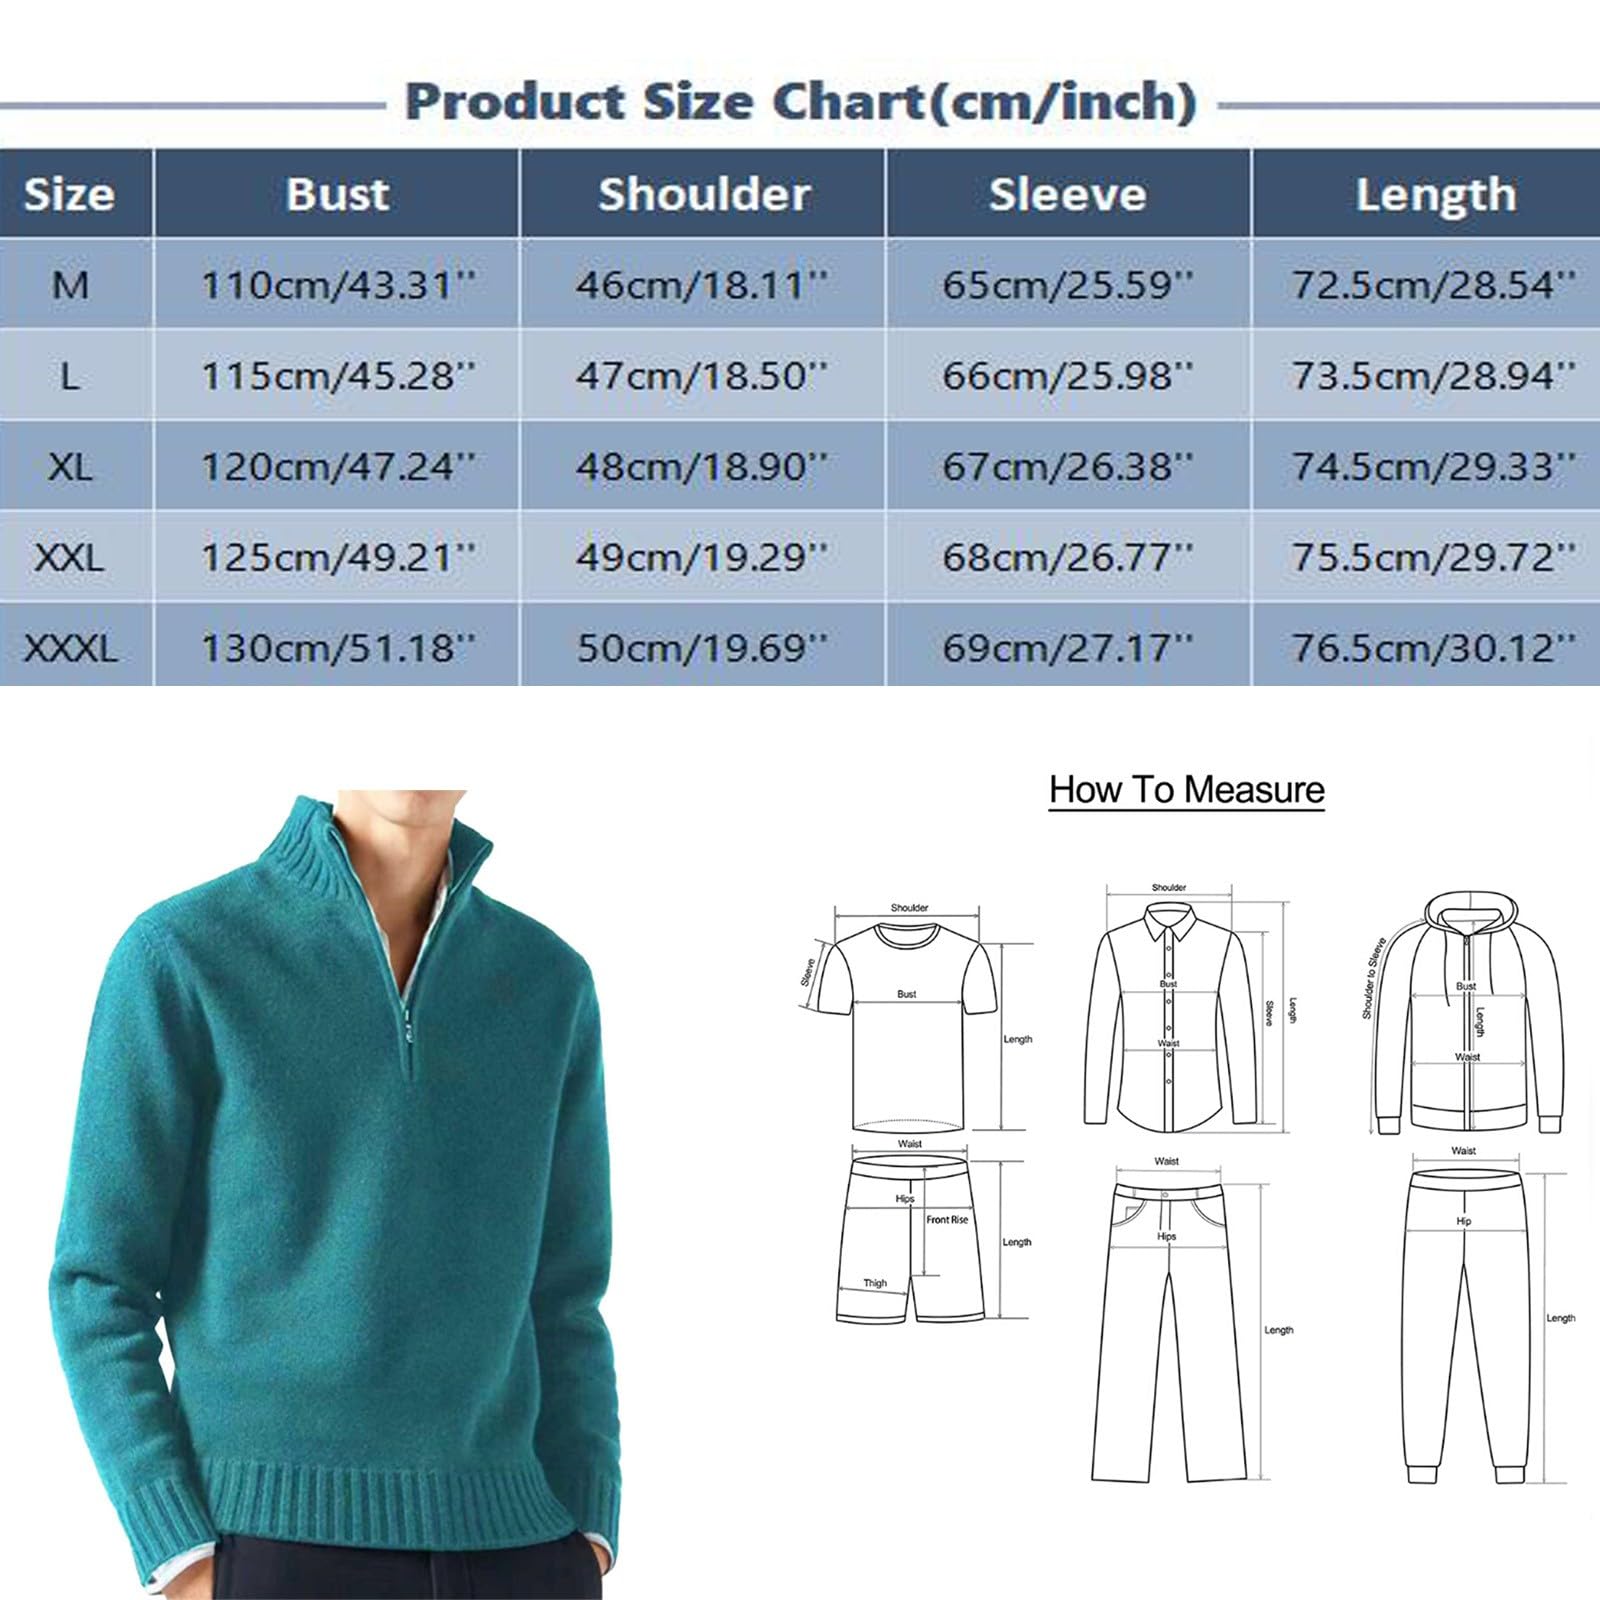 Product Size Chart(cm/inch)
Size Bust Shoulder Sleeve Length
M 110cm/43.31'' 46cm/18.11'' 65cm/25.59'' 72.5cm/28.54''
L 115cm/45.28'' 47cm/18.50'' 66cm/25.98'' 73.5cm/28.94''
XL 120cm/47.24'' 48cm/18.90'' 67cm/26.38'' 74.5cm/29.33''
XXL 125cm/49.21'' 49cm/19.29'' 68cm/26.77'' 75.5cm/29.72''
XXXL 130cm/51.18'' 50cm/19.69'' 69cm/27.17'' 76.5cm/30.12''
How To Measure
Shoulder
Sleeve
Bust
Length
Shoulder
Bust
Waist
Sleeve
Length
Shoulder to Sleeve
Bust
Length
Waist
Waist
Hips
Front Rise
Length
Thigh
Waist
Hips
Length
Waist
Hip
Length